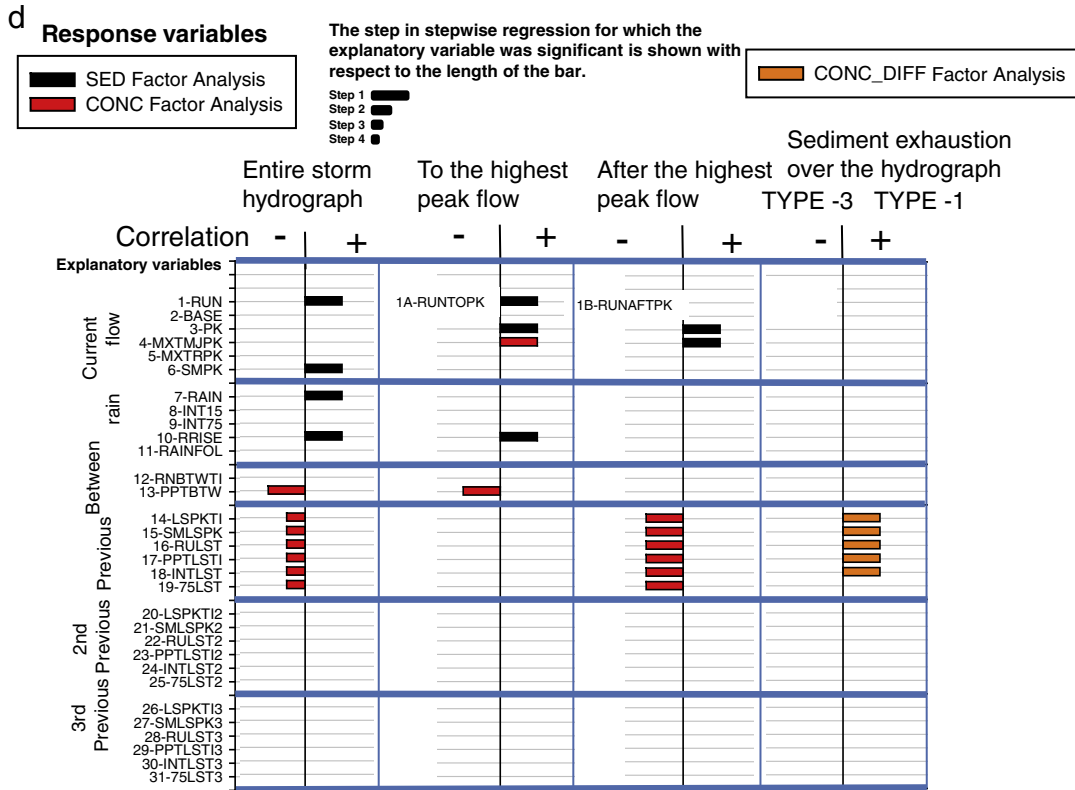 d
Response variables
SED Factor Analysis
CONC Factor Analysis
The step in stepwise regression for which the
explanatory variable was significant is shown with
respect to the length of the bar.
Step 1
Step 2
Step 3
Step 4
CONC_DIFF Factor Analysis
Entire storm
hydrograph
To the highest
peak flow
After the highest
peak flow
Sediment exhaustion
over the hydrograph
TYPE -3 TYPE -1
Correlation - +
- +
- +
- +
Explanatory variables
Current
flow
1-RUN
2-BASE
3-PK
4-MXTMJPK
5-MXTRPK
6-SMPK
1A-RUNTOPK
1B-RUNAFTPK
rain
7-RAIN
8-INT15
9-INT75
10-RRISE
11-RAINFOL
Between
12-RNBTWTI
13-PPTBTW
Previous
14-LSPKTI
15-SMLSPK
16-RULST
17-PPTLSTI
18-INTLST
19-75LST
2nd
Previous
20-LSPKTI2
21-SMLSPK2
22-RULST2
23-PPTLSTI2
24-INTLST2
25-75LST2
3rd
Previous
26-LSPKTI3
27-SMLSPK3
28-RULST3
29-PPTLSTI3
30-INTLST3
31-75LST3